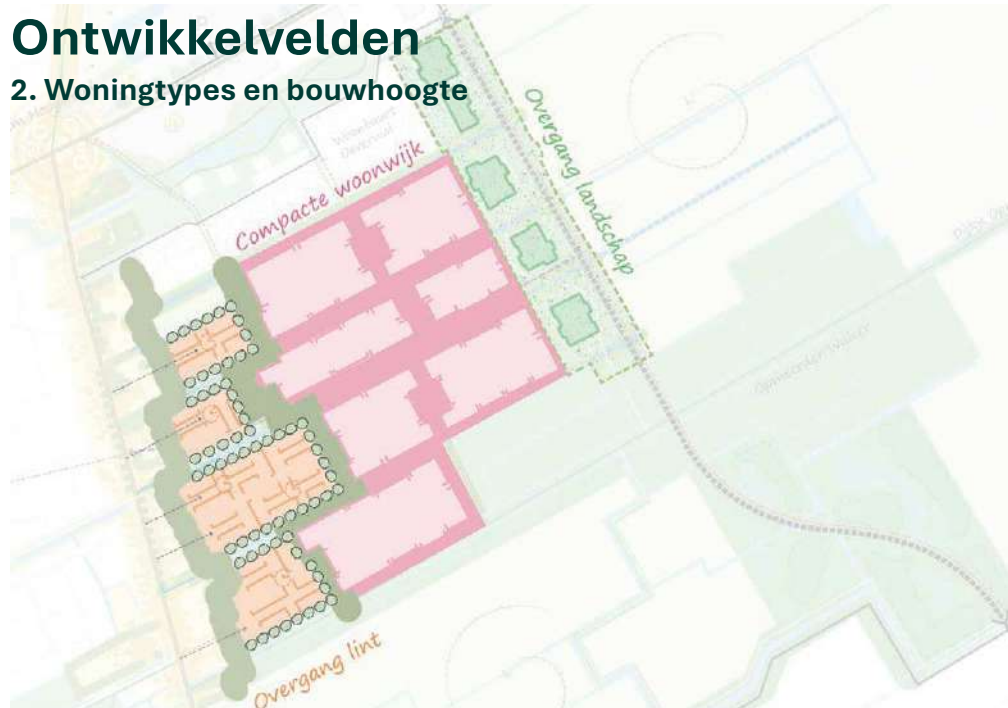 Ontwikkelvelden
2. Woningtypes en bouwhoogte
Compacte woonwijk
Overgang landschap
Overgang lint